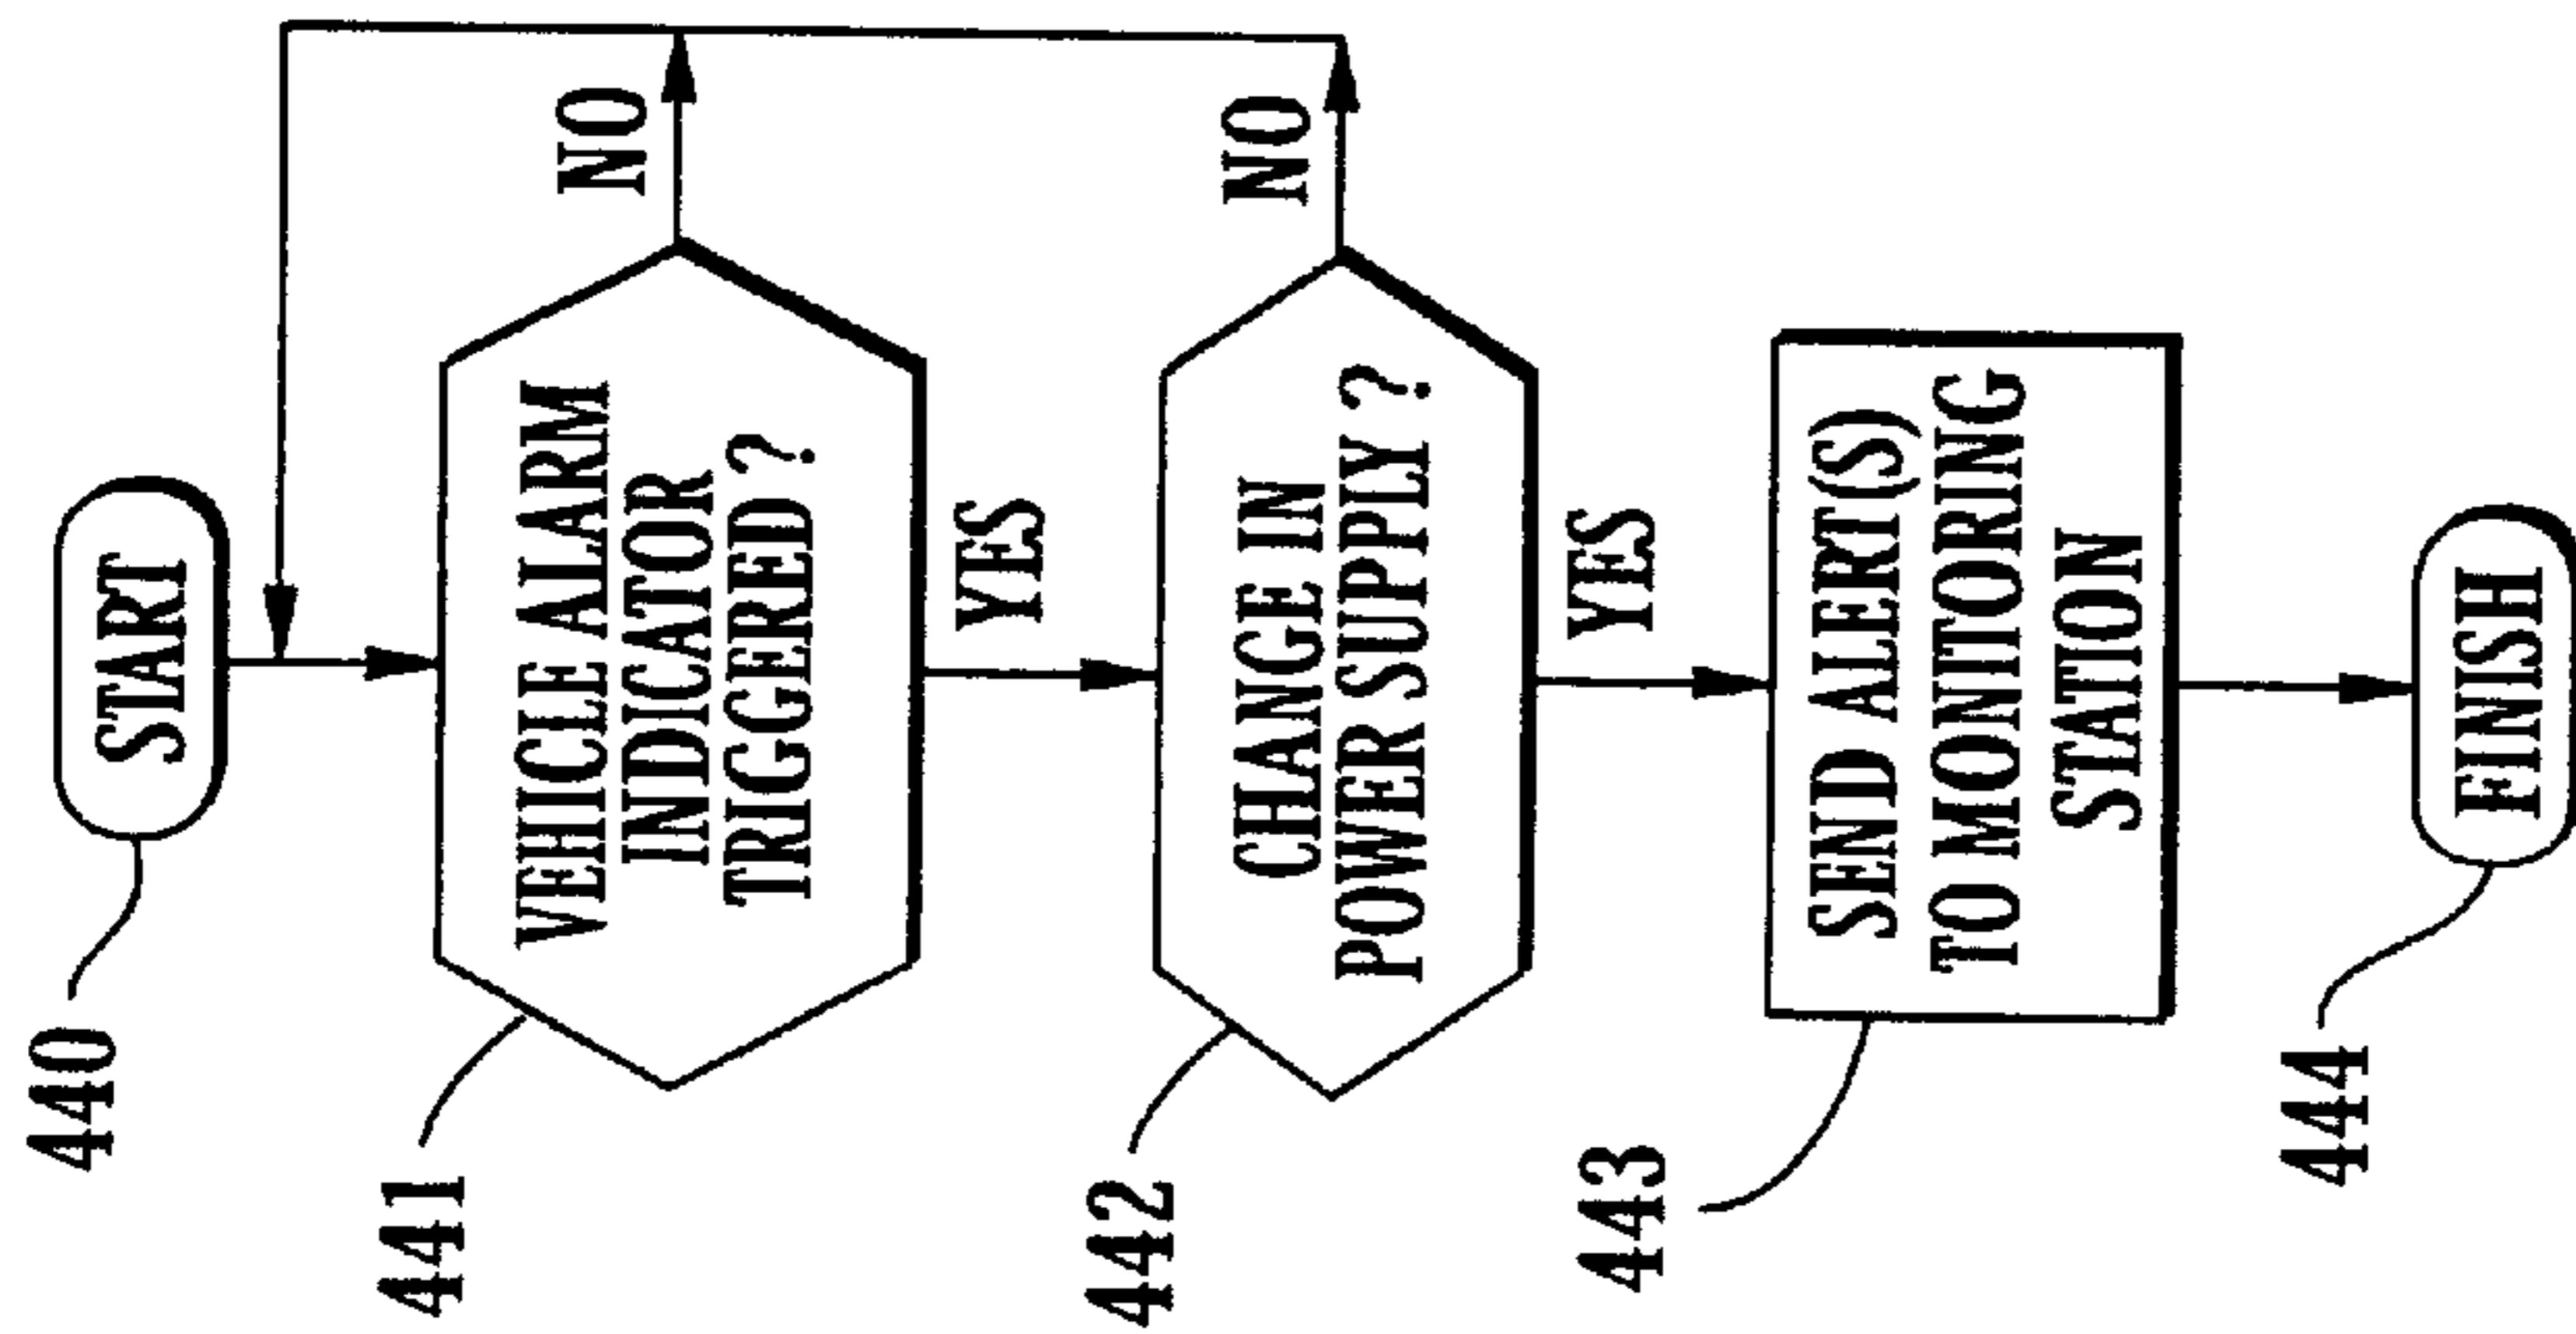 440
START
441
VEHICLE ALARM
INDICATOR
TRIGGERED ?
NO
YES
442
CHANGE IN
POWER SUPPLY ?
NO
YES
443
SEND ALERT(S)
TO MONITORING
STATION
444
FINISH